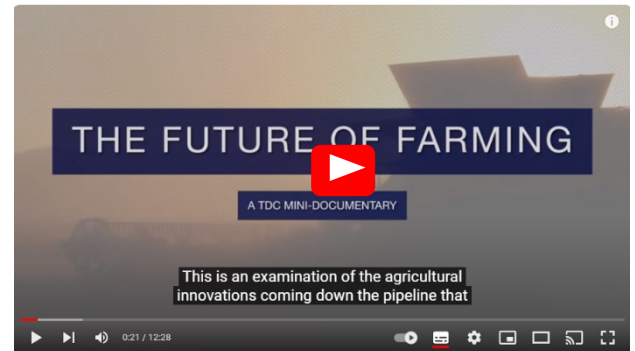 THE FUTURE OF FARMING
A TDC MINI-DOCUMENTARY
This is an examination of the agricultural
innovations coming down the pipeline that
0:21 / 12:28